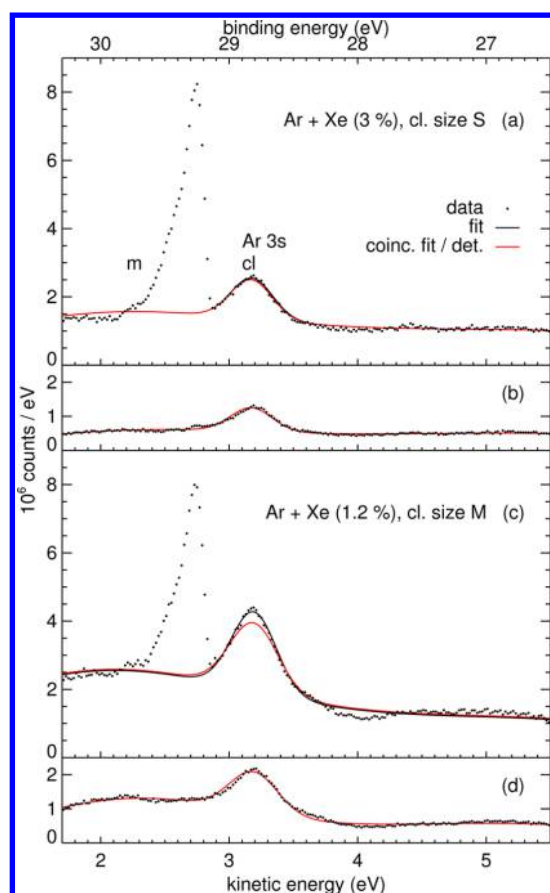 binding energy (eV)
30 29 28 27
8
Ar + Xe (3 %), cl. size S (a)
6
data
fit
4
Ar 3s
coinc. fit / det.
m cl
2
0
2
(b)
1
0
10⁶ counts / eV
8
Ar + Xe (1.2 %), cl. size M (c)
6
4
2
0
2
(d)
1
0
2 3 4 5
kinetic energy (eV)